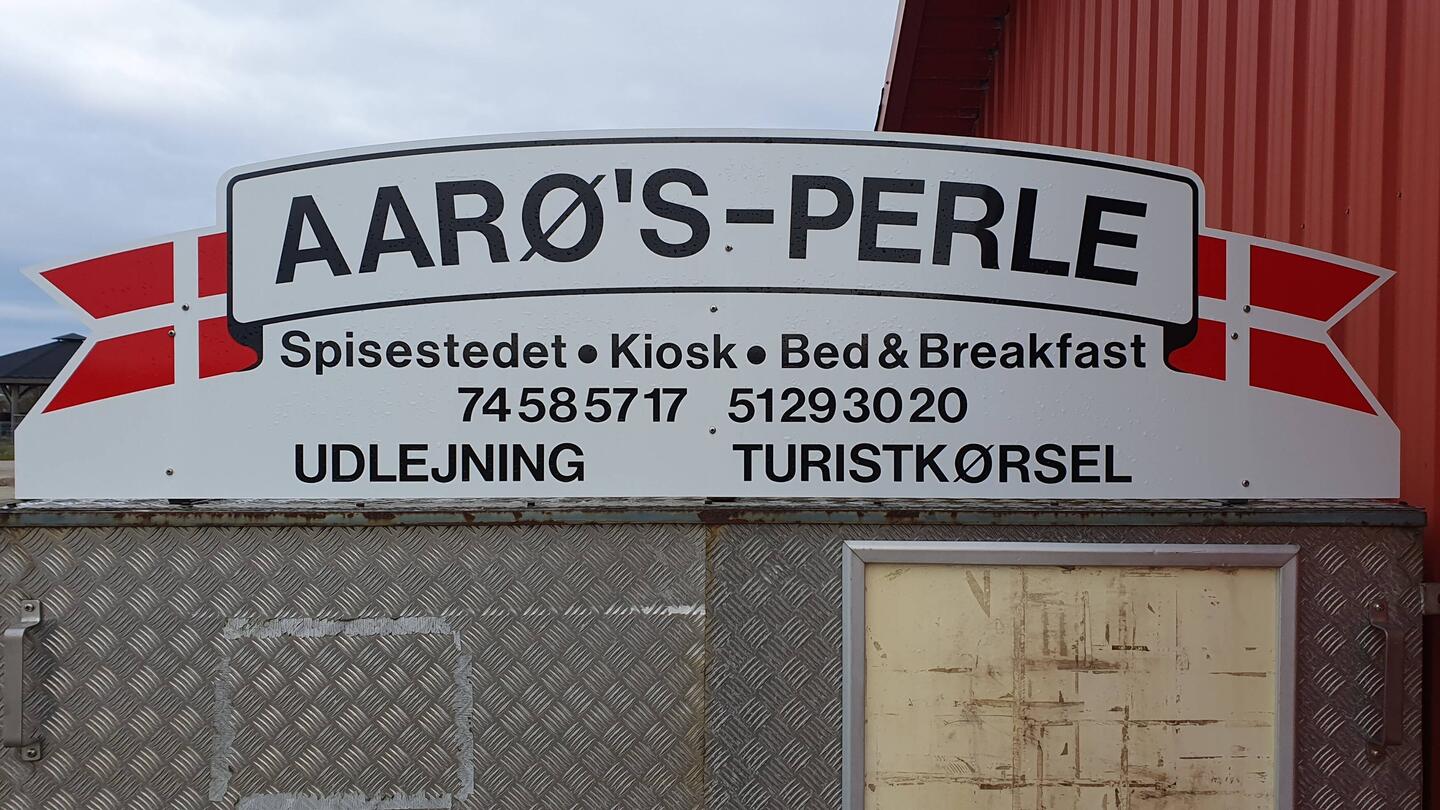 AARØ'S-PERLE
Spisestedet • Kiosk • Bed & Breakfast
74585717 51293020
UDLEJNING TURISTKØRSEL